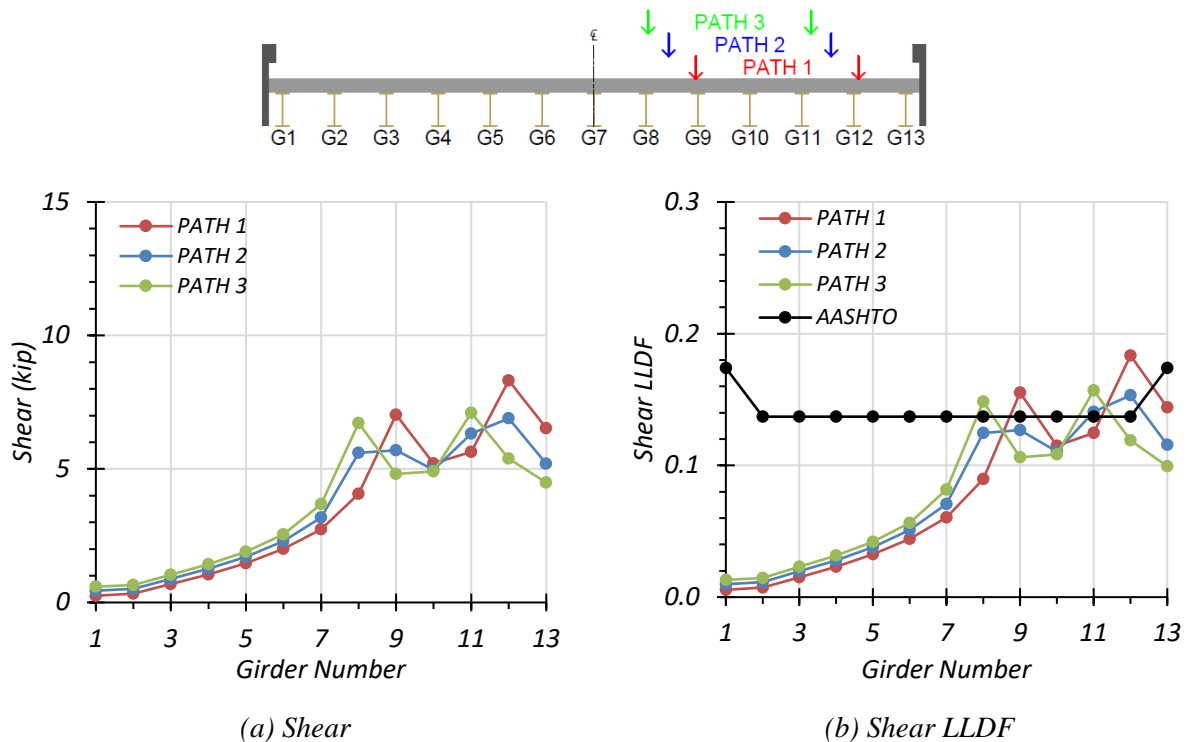 PATH 3
℄
PATH 2
PATH 1
G1 G2 G3 G4 G5 G6 G7 G8 G9 G10 G11 G12 G13
15
10
5
0
Shear (kip)
PATH 1
PATH 2
PATH 3
1 3 5 7 9 11 13
Girder Number
(a) Shear
0.3
0.2
0.1
0.0
Shear LLDF
PATH 1
PATH 2
PATH 3
AASHTO
1 3 5 7 9 11 13
Girder Number
(b) Shear LLDF